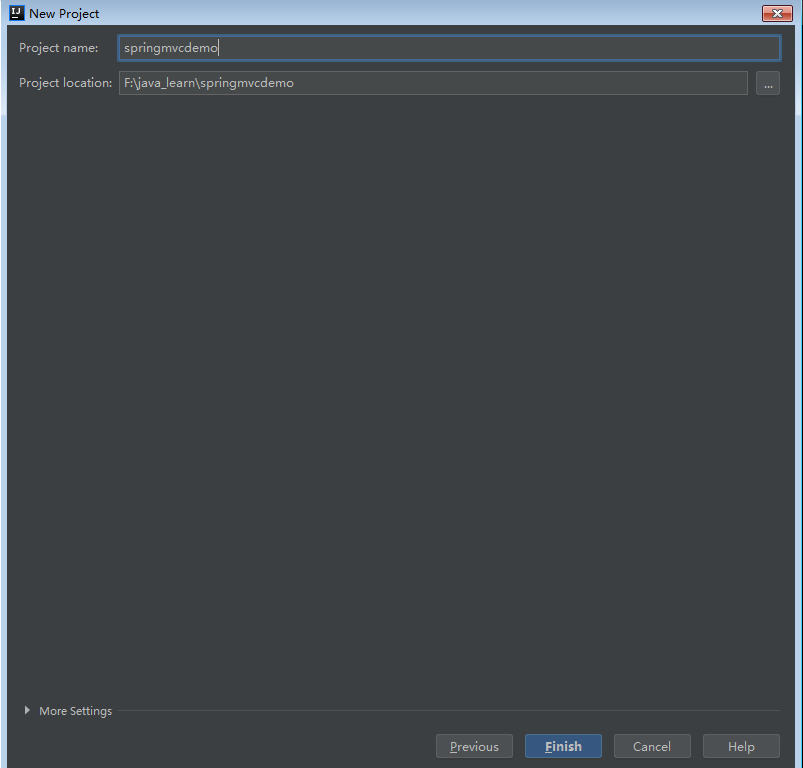 IJ New Project
Project name: springmvcdemo
Project location: F:\java_learn\springmvcdemo ...
More Settings
Previous Finish Cancel Help